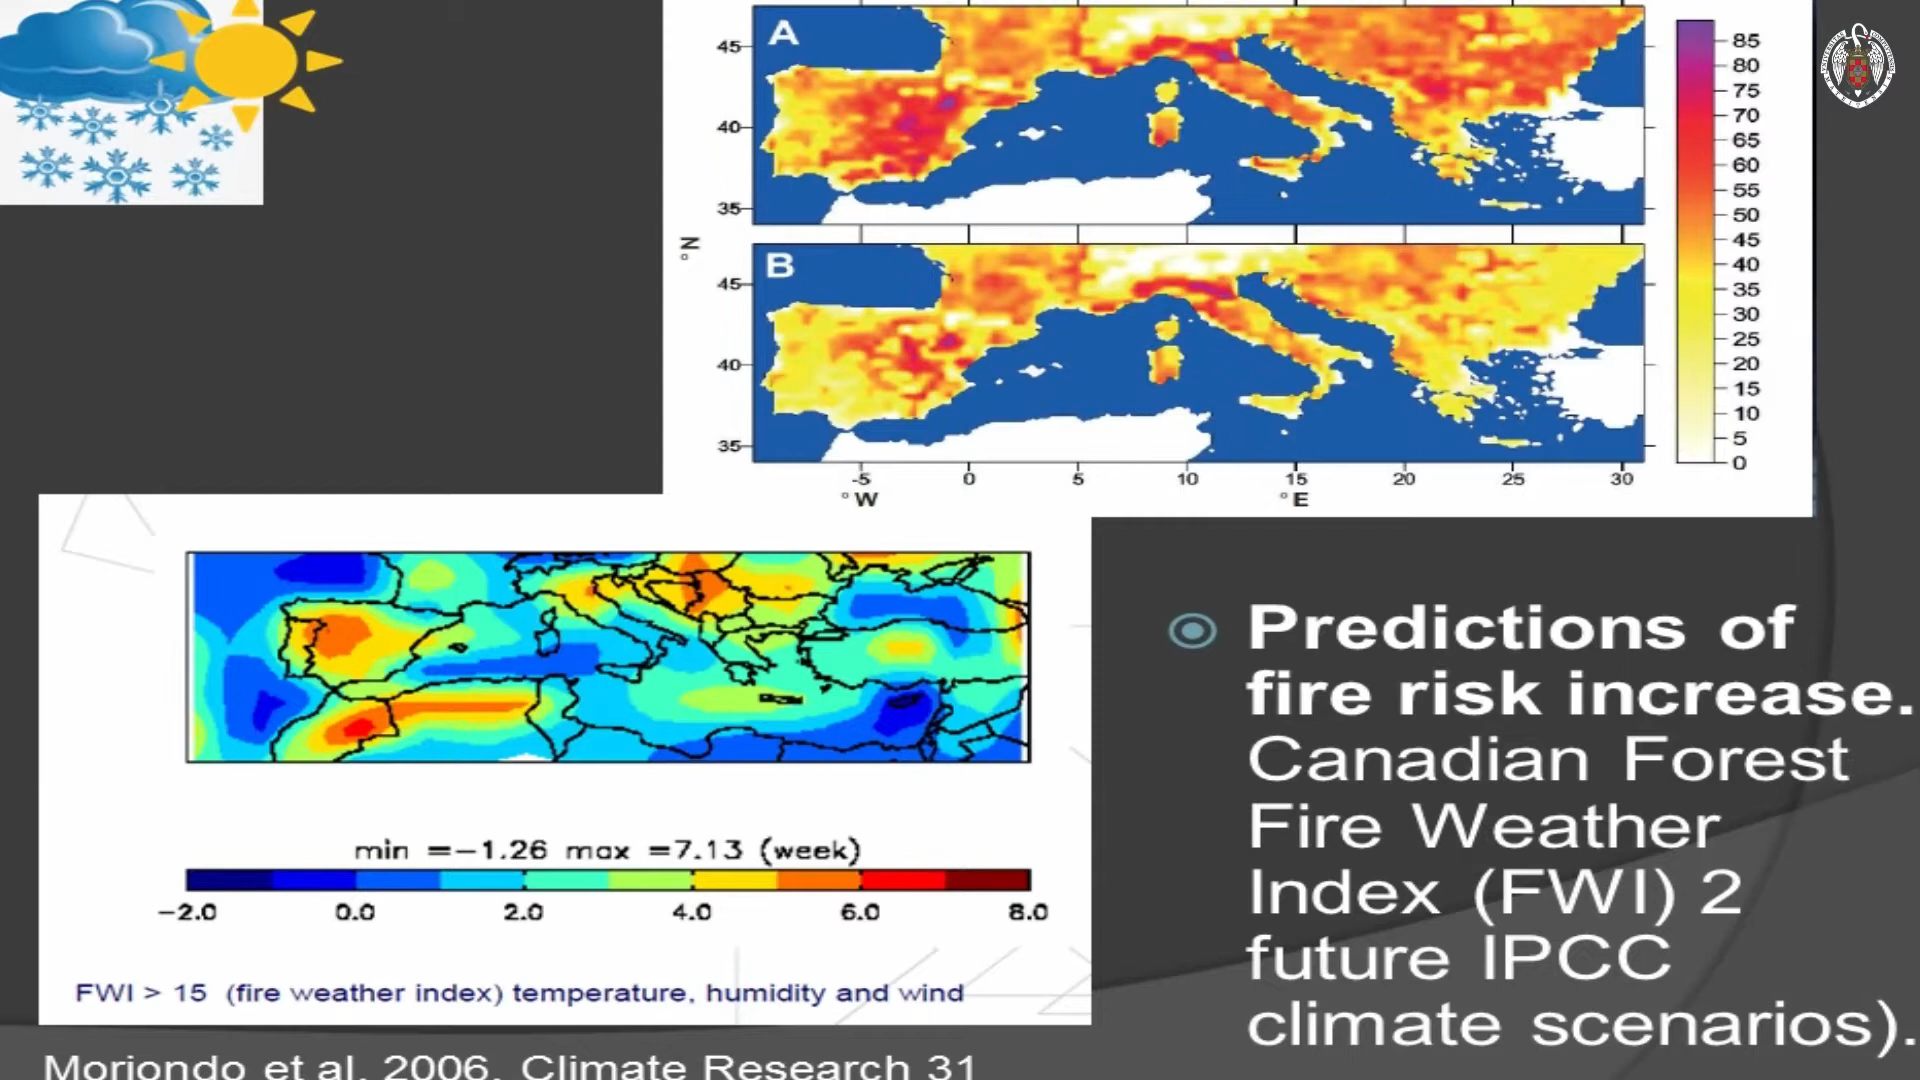 A
45
40
35
B
45
40
35
°N
-5 0 5 10 15 20 25 30
°W °E
85
80
75
70
65
60
55
50
45
40
35
30
25
20
15
10
5
0
min =−1.26 max =7.13 (week)
−2.0 0.0 2.0 4.0 6.0 8.0
FWI > 15 (fire weather index) temperature, humidity and wind
Moriondo et al. 2006. Climate Research 31
Predictions of
fire risk increase.
Canadian Forest
Fire Weather
Index (FWI) 2
future IPCC
climate scenarios).